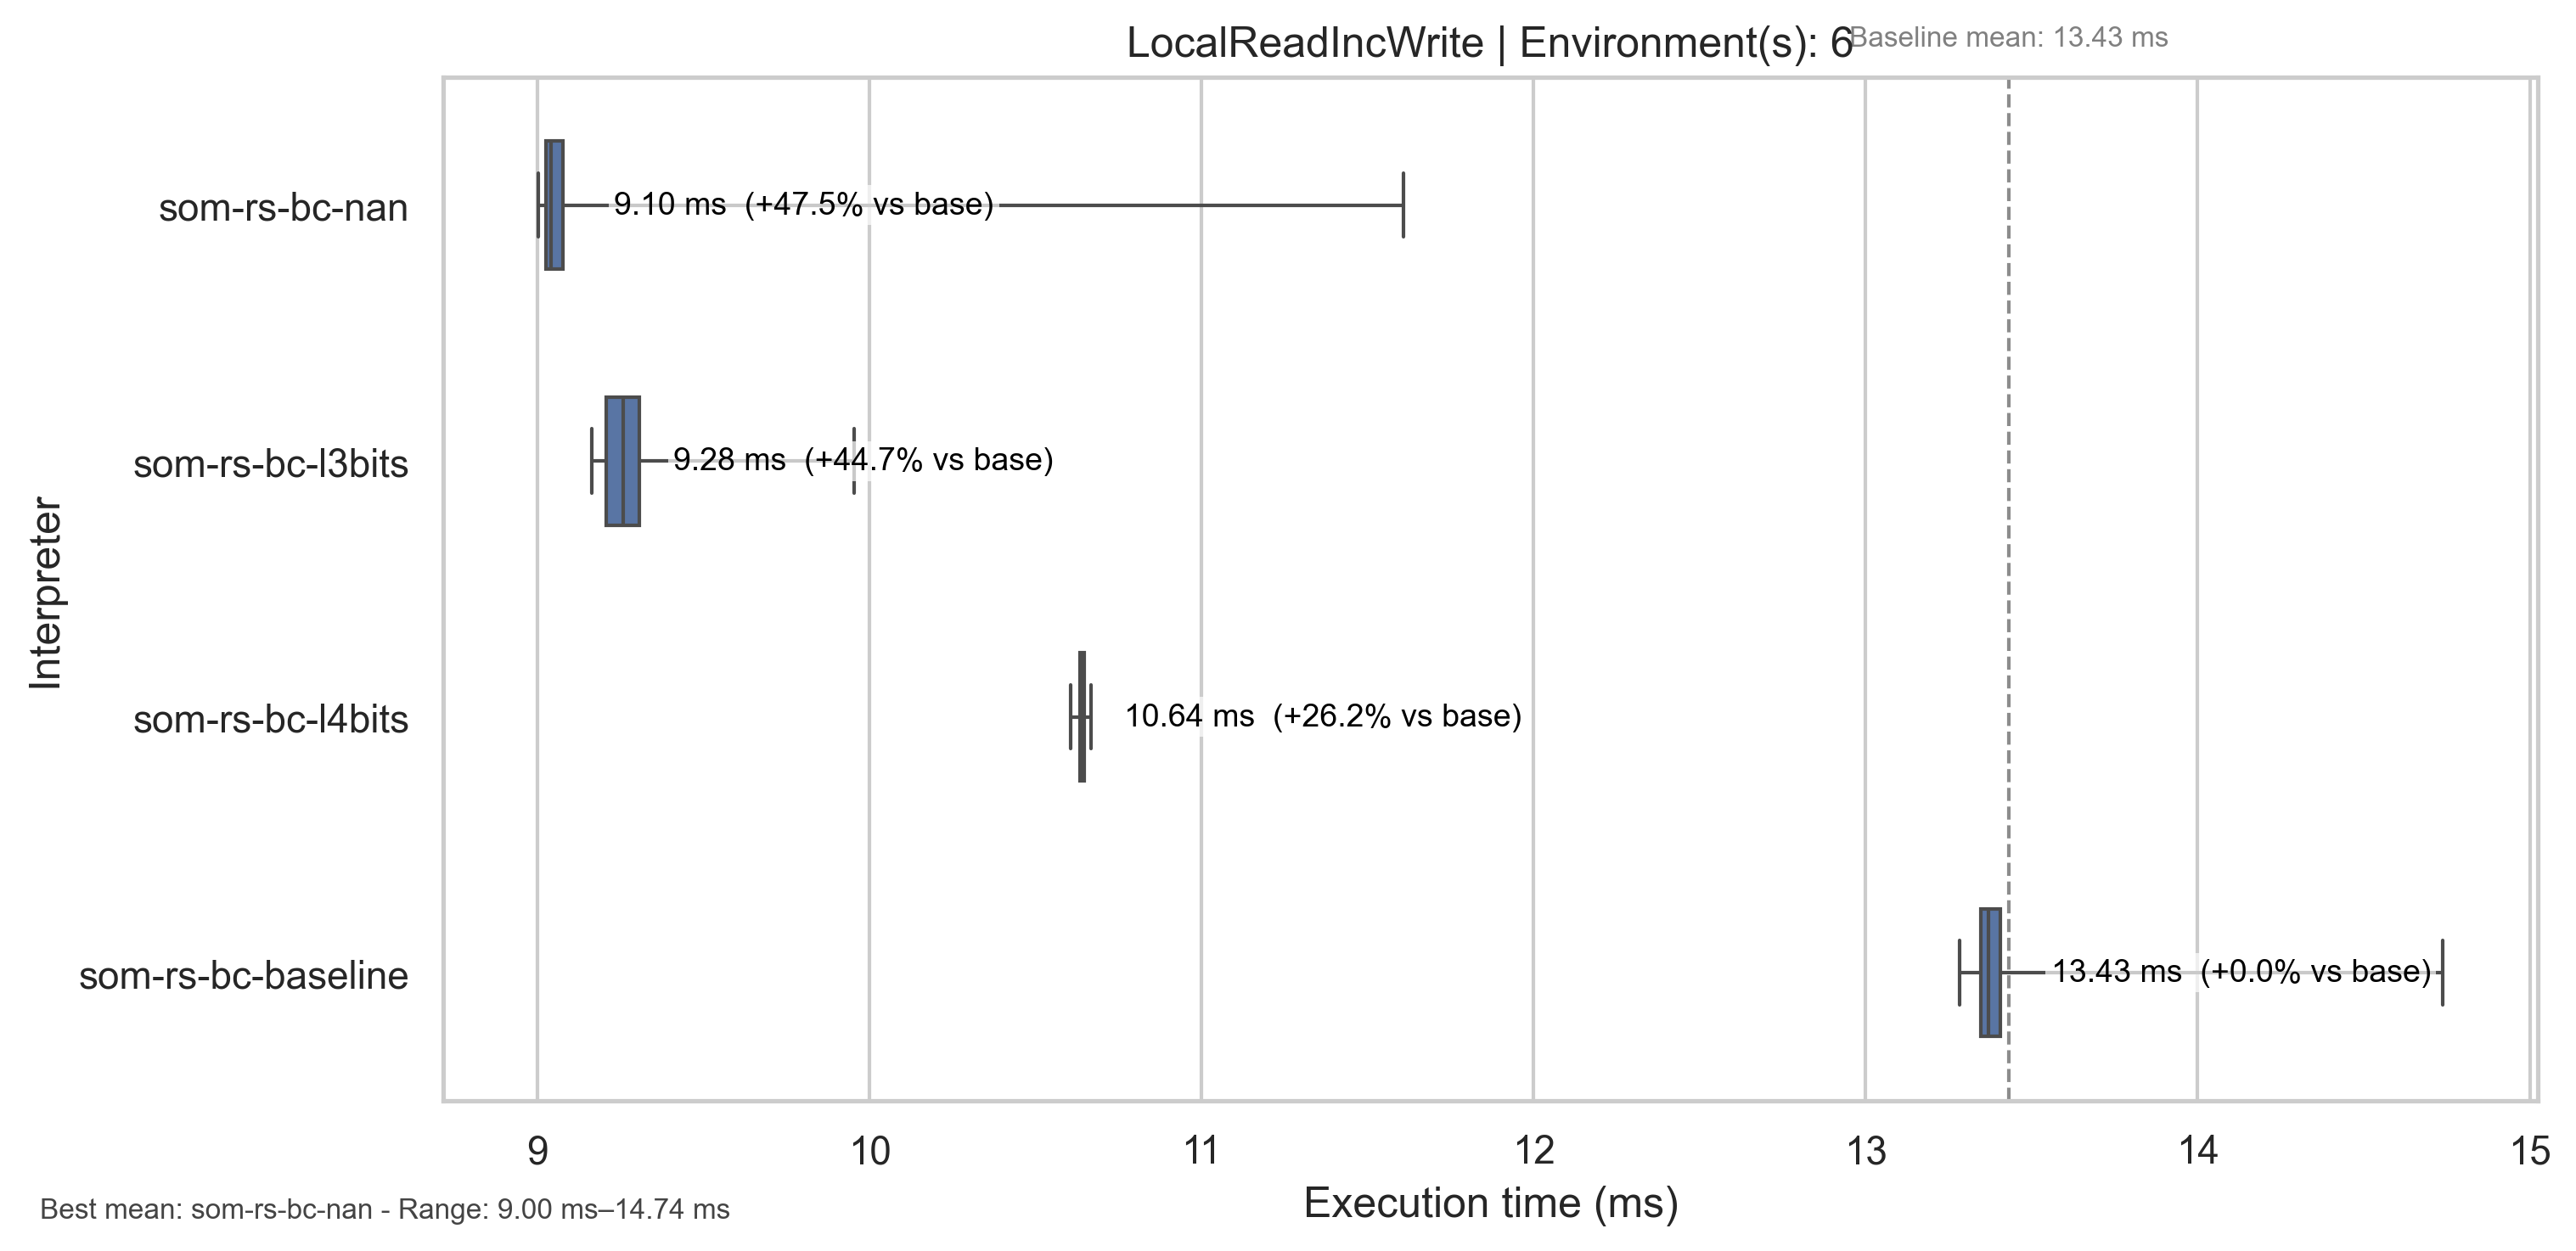 LocalReadIncWrite | Environment(s): 6
Baseline mean: 13.43 ms
Interpreter
som-rs-bc-nan
9.10 ms (+47.5% vs base)
som-rs-bc-l3bits
9.28 ms (+44.7% vs base)
som-rs-bc-l4bits
10.64 ms (+26.2% vs base)
som-rs-bc-baseline
13.43 ms (+0.0% vs base)
9 10 11 12 13 14 15
Execution time (ms)
Best mean: som-rs-bc-nan - Range: 9.00 ms–14.74 ms